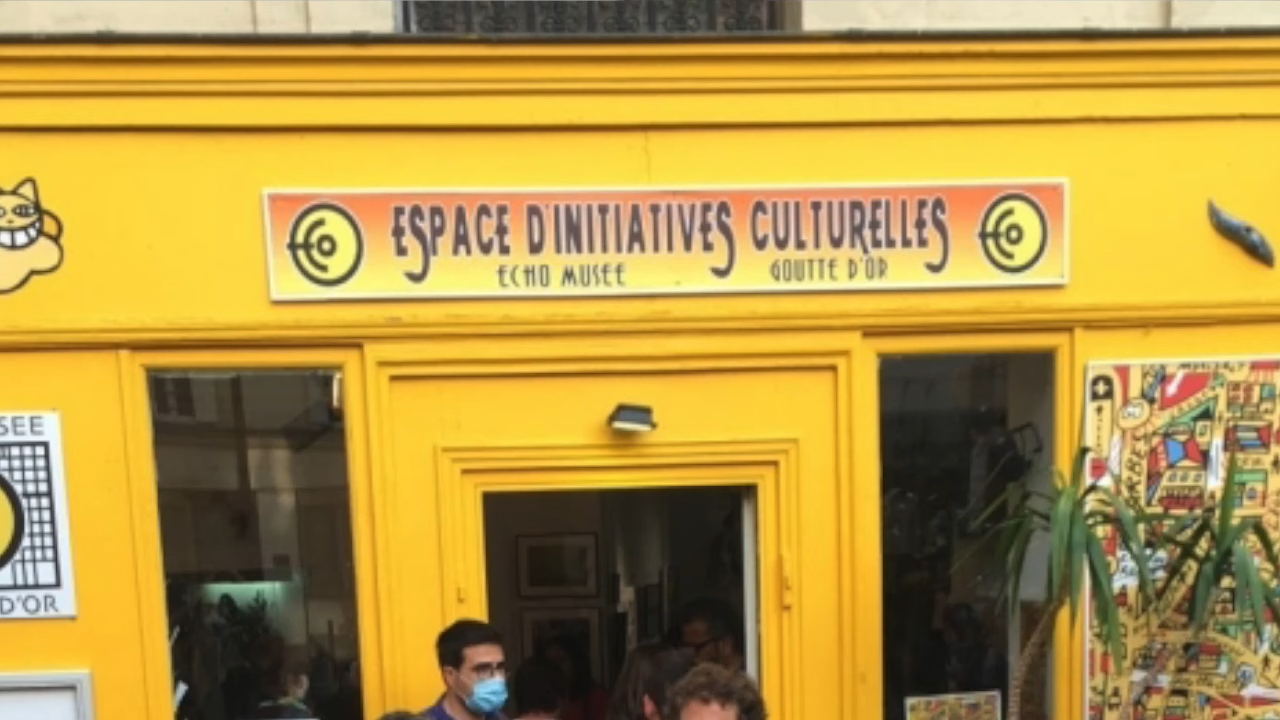 ESPACE D'INITIATIVES CULTURELLES
ECHO MUSEE GOUTTE D'OR
SEE
D'OR